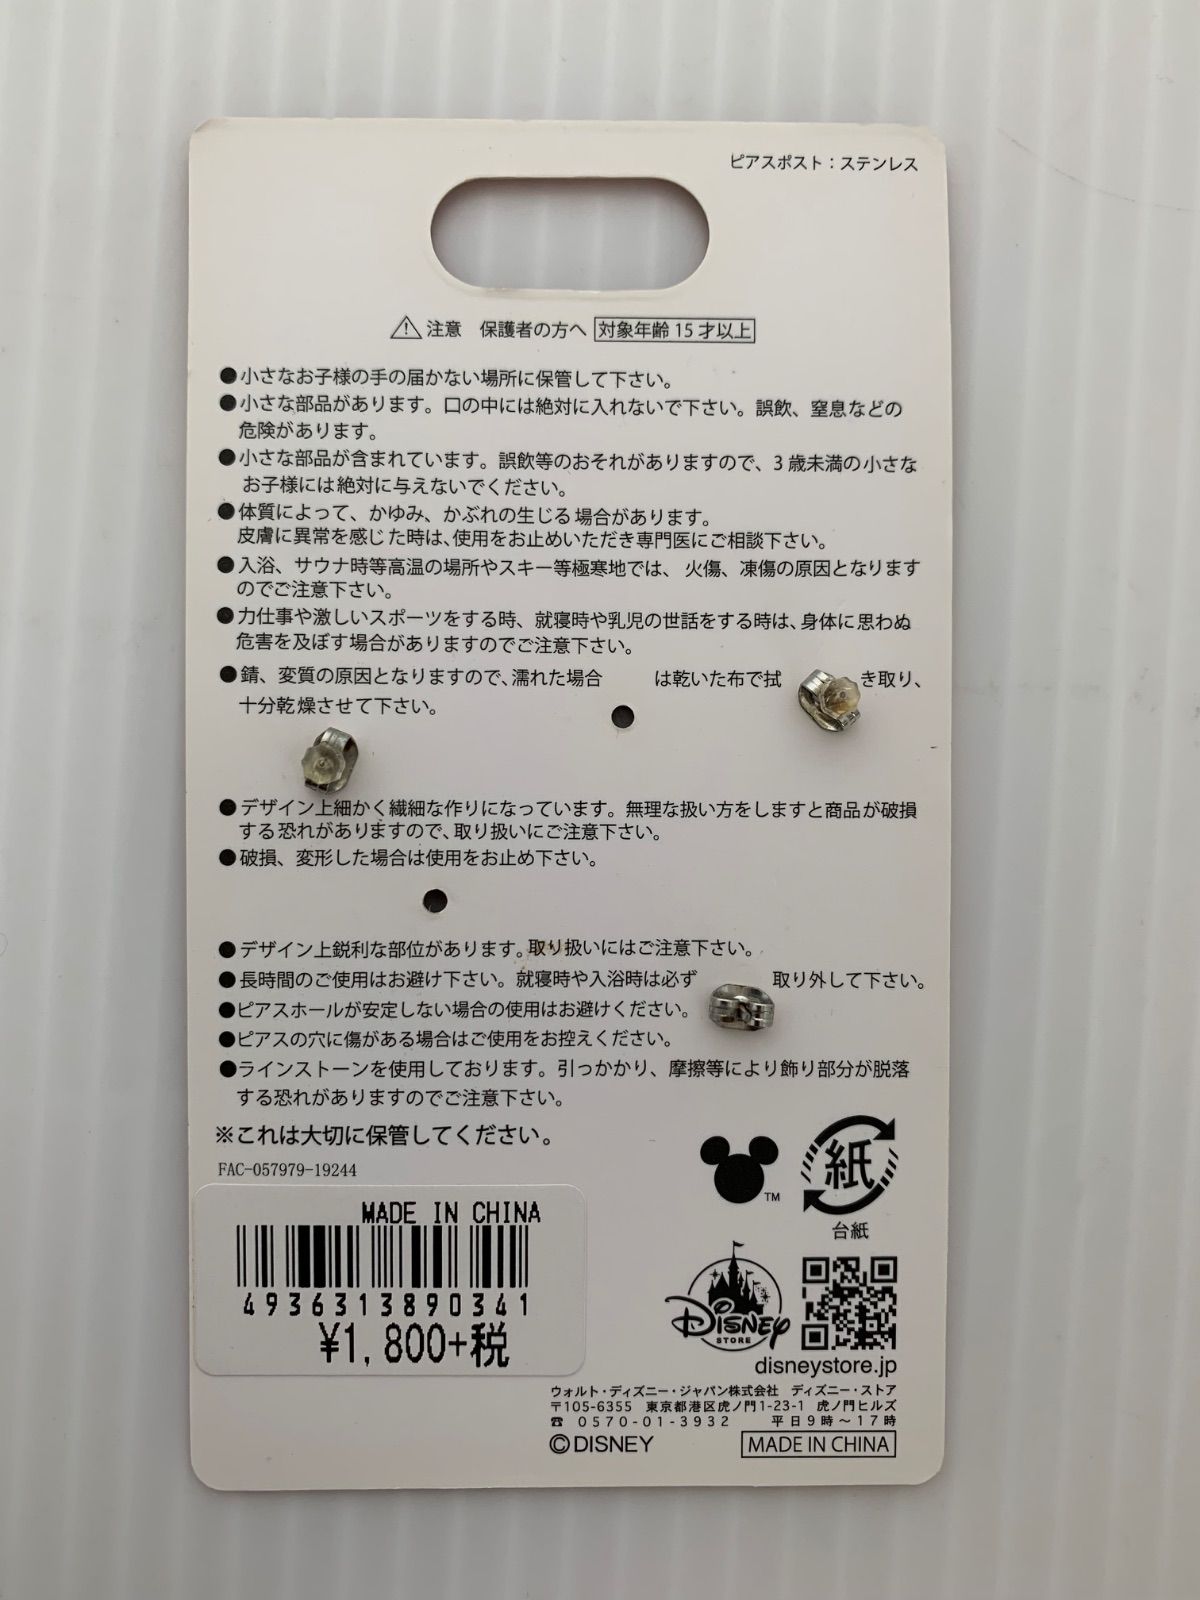 ピアスポスト：ステンレス
⚠注意　保護者の方へ 対象年齢 15 才以上
●小さなお子様の手の届かない場所に保管して下さい。
●小さな部品があります。口の中には絶対に入れないで下さい。誤飲、窒息などの
危険があります。
●小さな部品が含まれています。誤飲等のおそれがありますので、3 歳未満の小さな
お子様には絶対に与えないでください。
●体質によって、かゆみ、かぶれの生じる場合があります。
皮膚に異常を感じた時は、使用をお止めいただき専門医にご相談下さい。
●入浴、サウナ時等高温の場所やスキー等極寒地では、火傷、凍傷の原因となります
のでご注意下さい。
●力仕事や激しいスポーツをする時、就寝時や乳児の世話をする時は、身体に思わぬ
危害を及ぼす場合がありますのでご注意下さい。
●錆、変質の原因となりますので、濡れた場合　は乾いた布で拭　き取り、
十分乾燥させて下さい。
●デザイン上細かく繊細な作りになっています。無理な扱い方をしますと商品が破損
する恐れがありますので、取り扱いにご注意下さい。
●破損、変形した場合は使用をお止め下さい。
●デザイン上鋭利な部位があります。取り扱いにはご注意下さい。
●長時間のご使用はお避け下さい。就寝時や入浴時は必ず　取り外して下さい。
●ピアスホールが安定しない場合の使用はお避けください。
●ピアスの穴に傷がある場合はご使用をお控えください。
●ラインストーンを使用しております。引っかかり、摩擦等により飾り部分が脱落
する恐れがありますのでご注意下さい。
※これは大切に保管してください。
FAC-057979-19244
TM
紙
台紙
MADE IN CHINA
4936313890341
¥1,800+税
Disney
STORE
disneystore.jp
ウォルト・ディズニー・ジャパン株式会社　ディズニー・ストア
〒105-6355　東京都港区虎ノ門1-23-1　虎ノ門ヒルズ
☎ 0570-01-3932　平日9時～17時
©DISNEY MADE IN CHINA